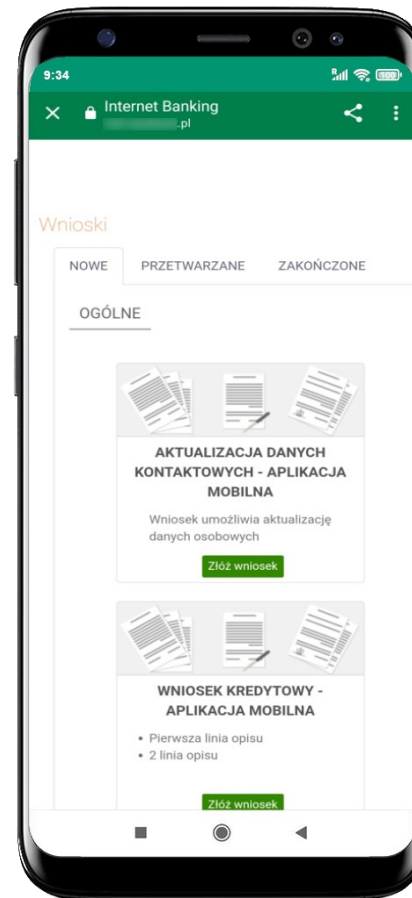 9:34
R
100
Internet Banking
.pl
Wnioski
NOWE PRZETWARZANE ZAKOŃCZONE
OGÓLNE
AKTUALIZACJA DANYCH
KONTAKTOWYCH - APLIKACJA
MOBILNA
Wniosek umożliwia aktualizację
danych osobowych
Złóż wniosek
WNIOSEK KREDYTOWY -
APLIKACJA MOBILNA
• Pierwsza linia opisu
• 2 linia opisu
Złóż wniosek